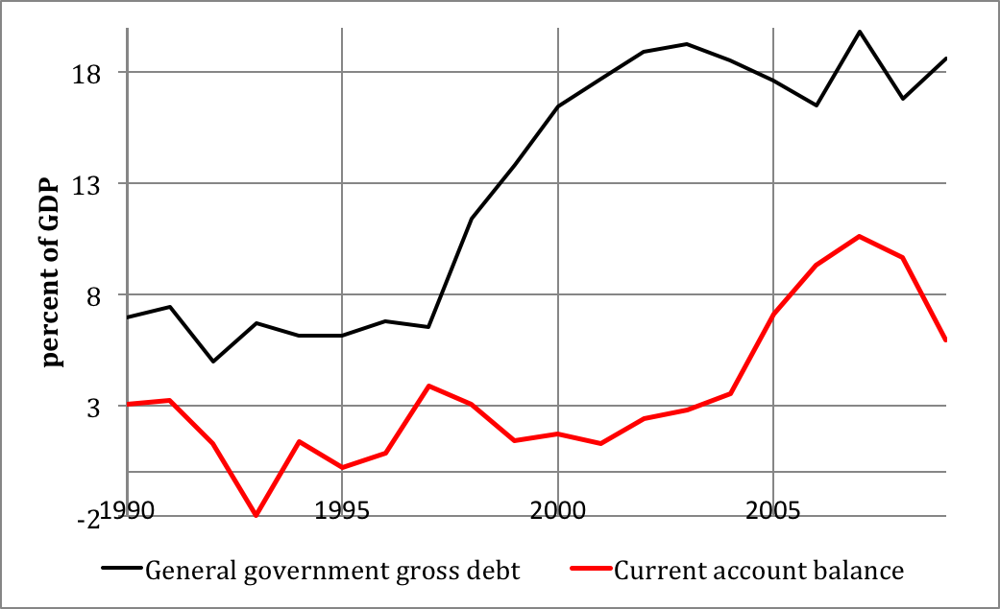 percent of GDP
18
13
8
3
-2
1990 1995 2000 2005
General government gross debt Current account balance